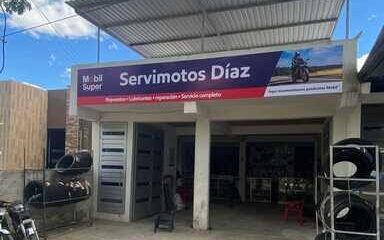 Mobil
Super
Servimotos Díaz
Repuestos • Lubricantes • reparación • Servicio completo